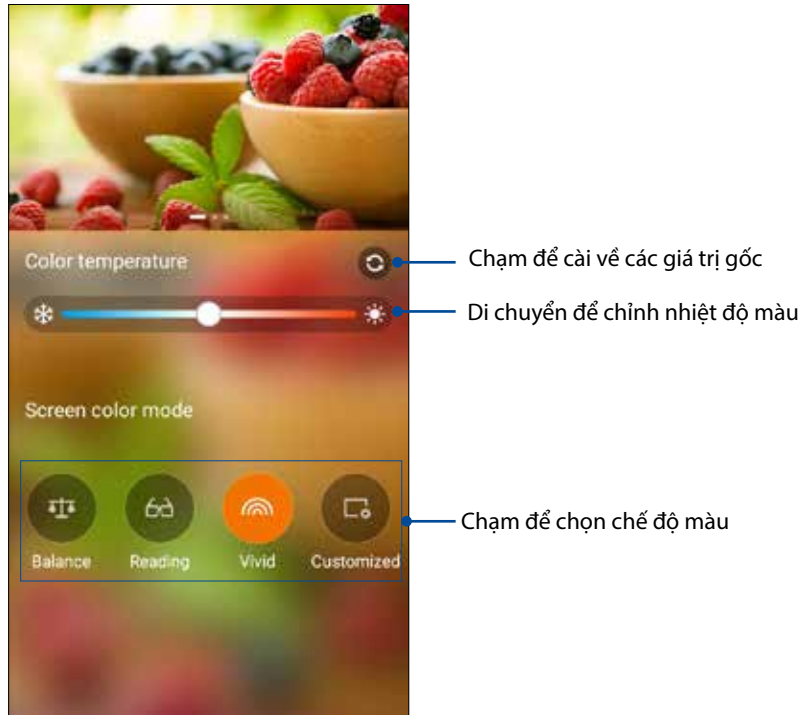 Color temperature
Chạm để cài về các giá trị gốc
Di chuyển để chỉnh nhiệt độ màu
Screen color mode
Chạm để chọn chế độ màu
Balance
Reading
Vivid
Customized